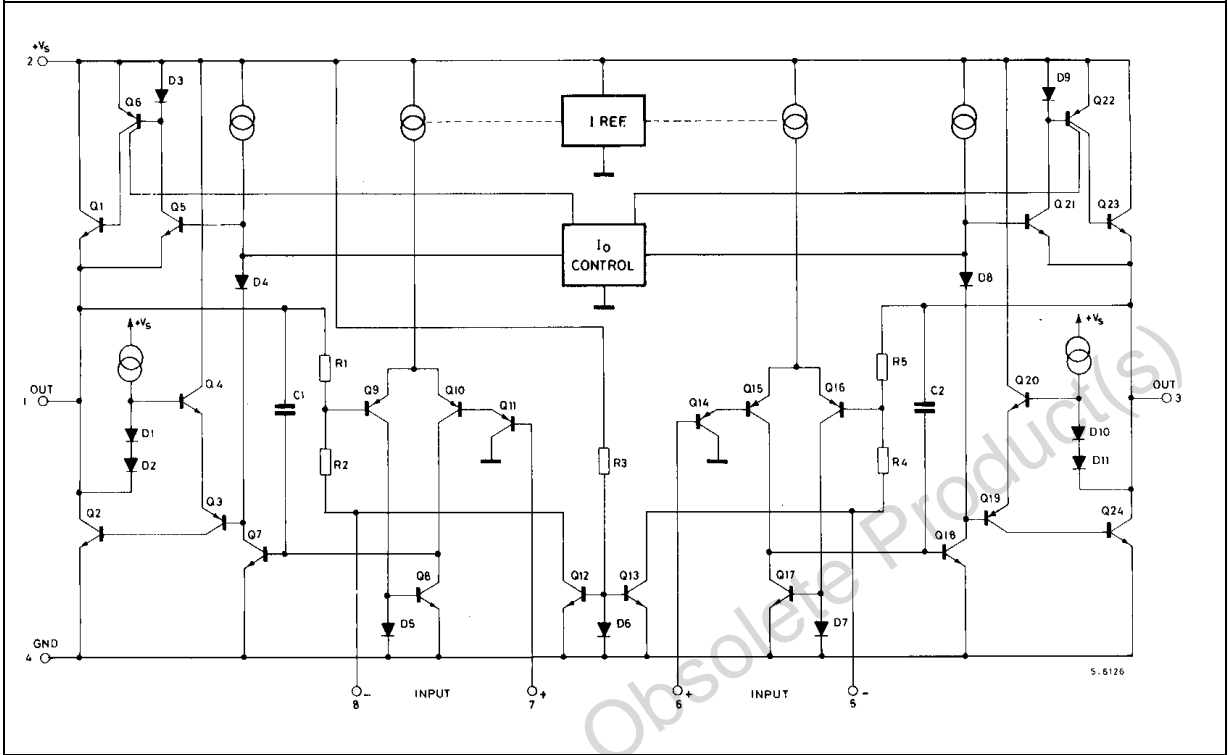 +Vs
2
D3
Q6
D9
Q22
I REF.
Q1
Q5
Q21
Q23
Io
CONTROL
D4
D8
+Vs
+Vs
R1
R5
OUT
1
Q4
C1
Q9
Q10
Q11
Q14
Q15
Q16
C2
Q20
OUT
3
D1
D2
R2
R3
R4
D10
D11
Q2
Q3
Q7
Q19
Q24
Q18
Q8
Q12
Q13
Q17
D5
D6
D7
GND
4
S-6126
- INPUT +
8 7
+ INPUT -
6 5
Obsolete Product(s)